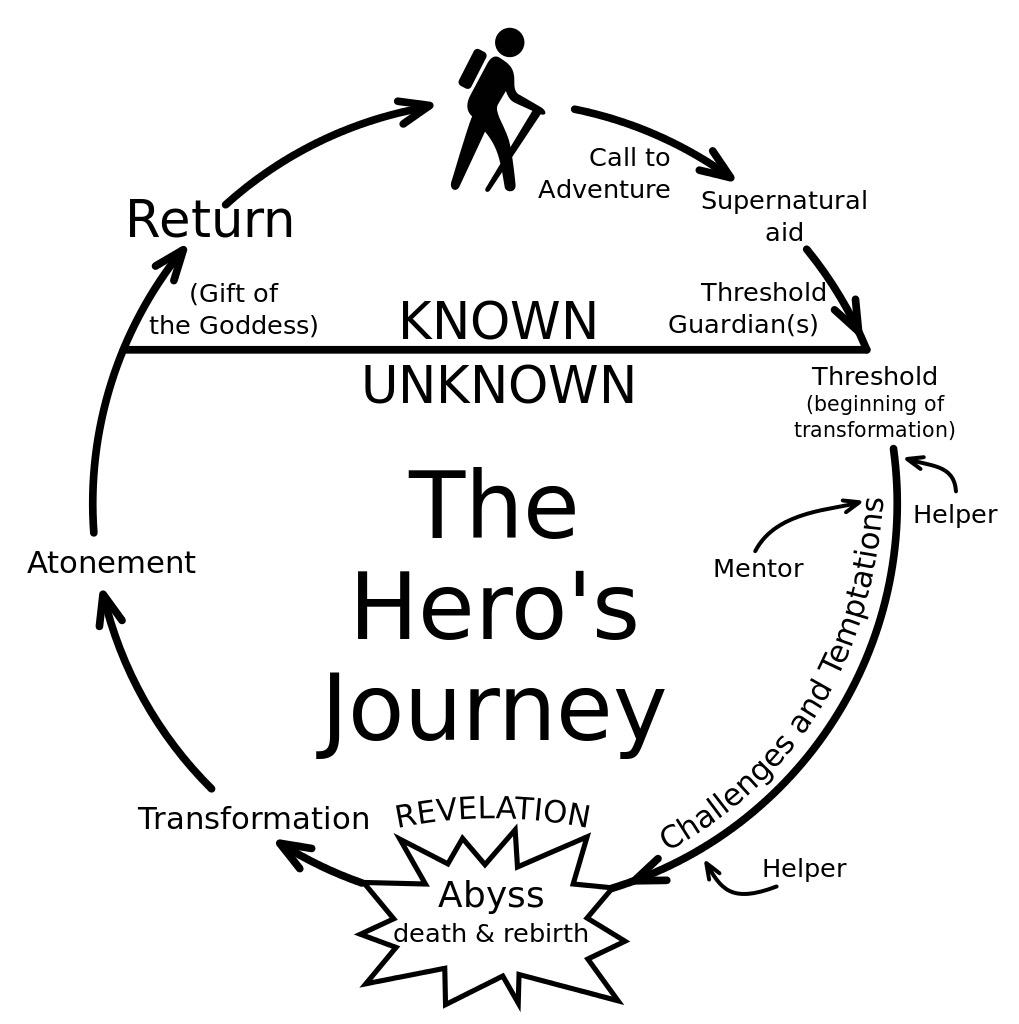 Call to
Adventure
Supernatural
aid
Return
(Gift of
the Goddess)
KNOWN
Threshold
Guardian(s)
UNKNOWN
Threshold
(beginning of
transformation)
Helper
Mentor
Challenges and Temptations
The
Hero's
Journey
Atonement
Transformation
REVELATION
Abyss
death & rebirth
Helper